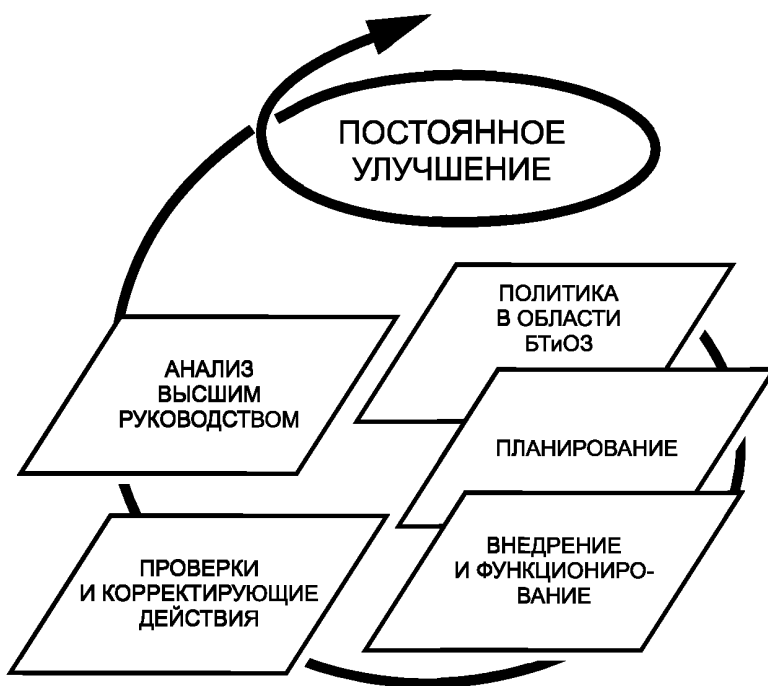 ПОСТОЯННОЕ
УЛУЧШЕНИЕ
ПОЛИТИКА
В ОБЛАСТИ
БТиОЗ
АНАЛИЗ
ВЫСШИМ
РУКОВОДСТВОМ
ПЛАНИРОВАНИЕ
ВНЕДРЕНИЕ
И ФУНКЦИОНИРО-
ВАНИЕ
ПРОВЕРКИ
И КОРРЕКТИРУЮЩИЕ
ДЕЙСТВИЯ